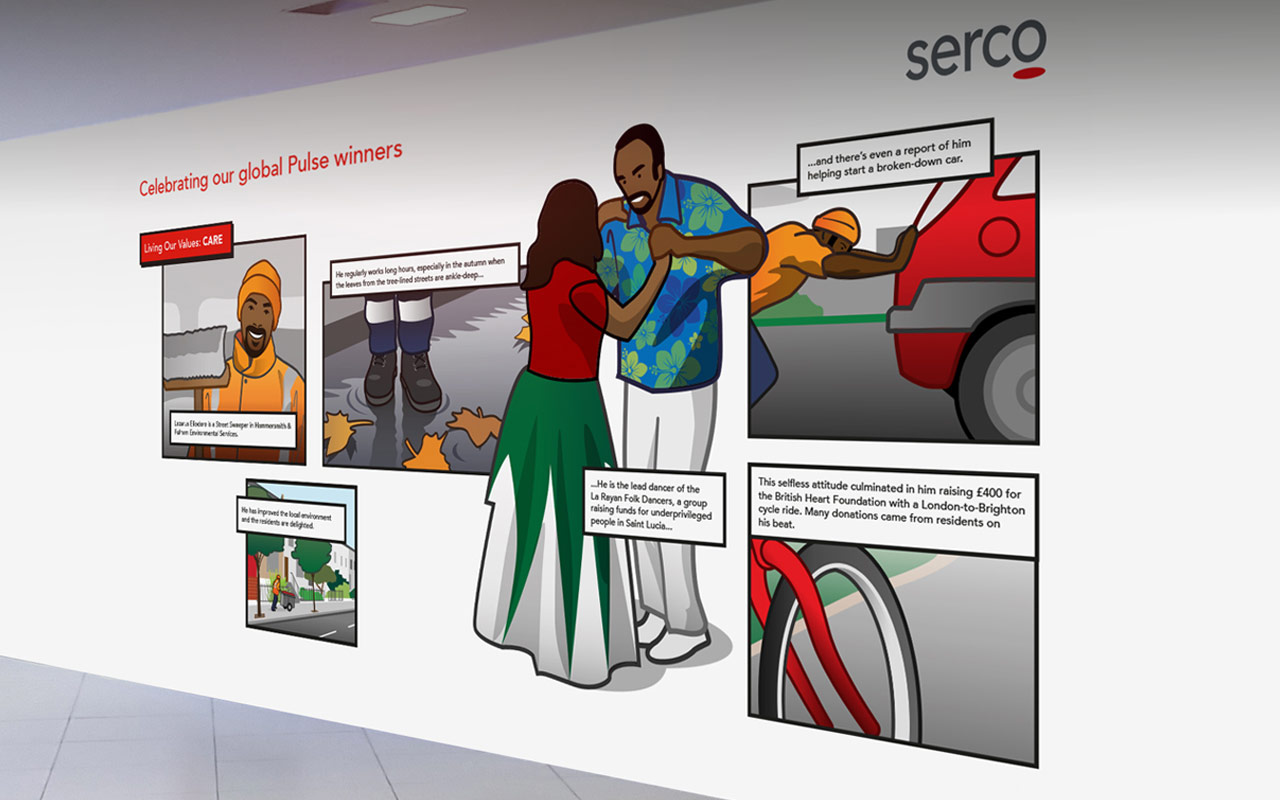 serco
Celebrating our global Pulse winners
Living Our Values: CARE
is a Street Sweeper in Hammersmith &
Fulham Environmental Services.
He regularly works long hours, especially in the autumn when
the leaves from the tree-lined streets are ankle-deep...
He has improved the local environment
and the residents are delighted.
...He is the lead dancer of the
La Rayan Folk Dancers, a group
raising funds for underprivileged
people in Saint Lucia...
...and there's even a report of him
helping start a broken-down car.
This selfless attitude culminated in him raising £400 for
the British Heart Foundation with a London-to-Brighton
cycle ride. Many donations came from residents on
his beat.